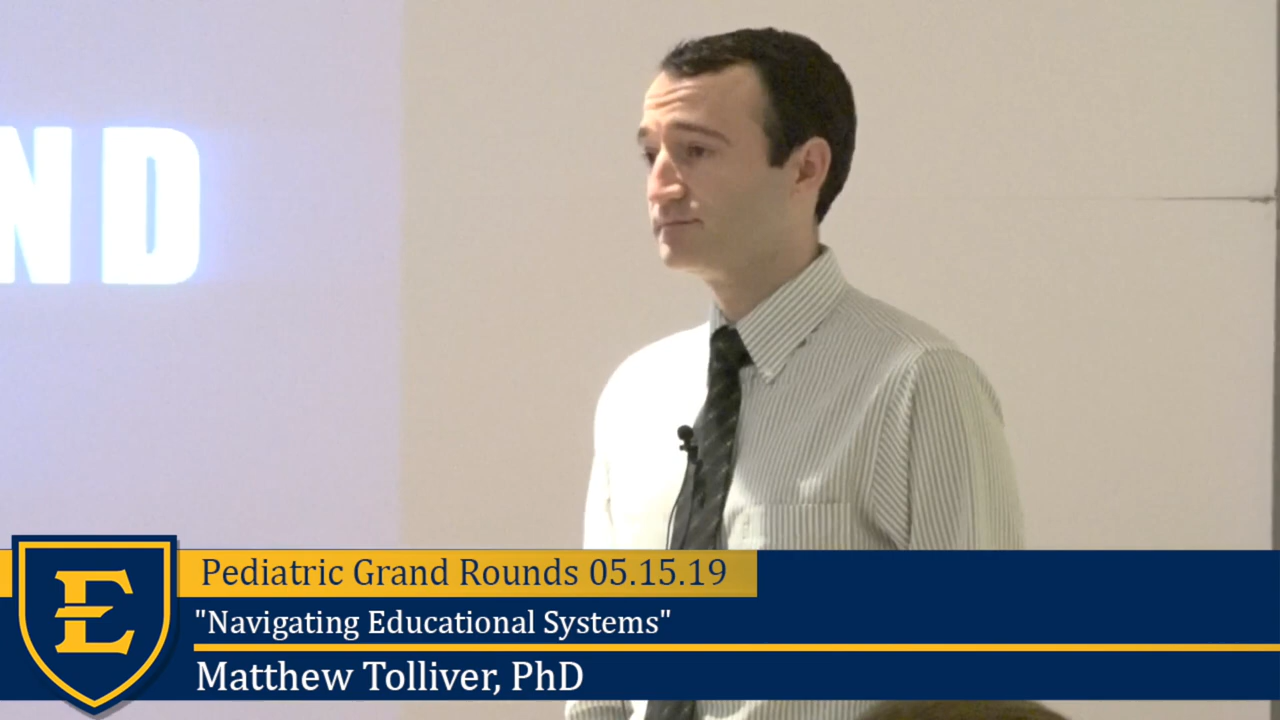 ND
E
Pediatric Grand Rounds 05.15.19
"Navigating Educational Systems"
Matthew Tolliver, PhD